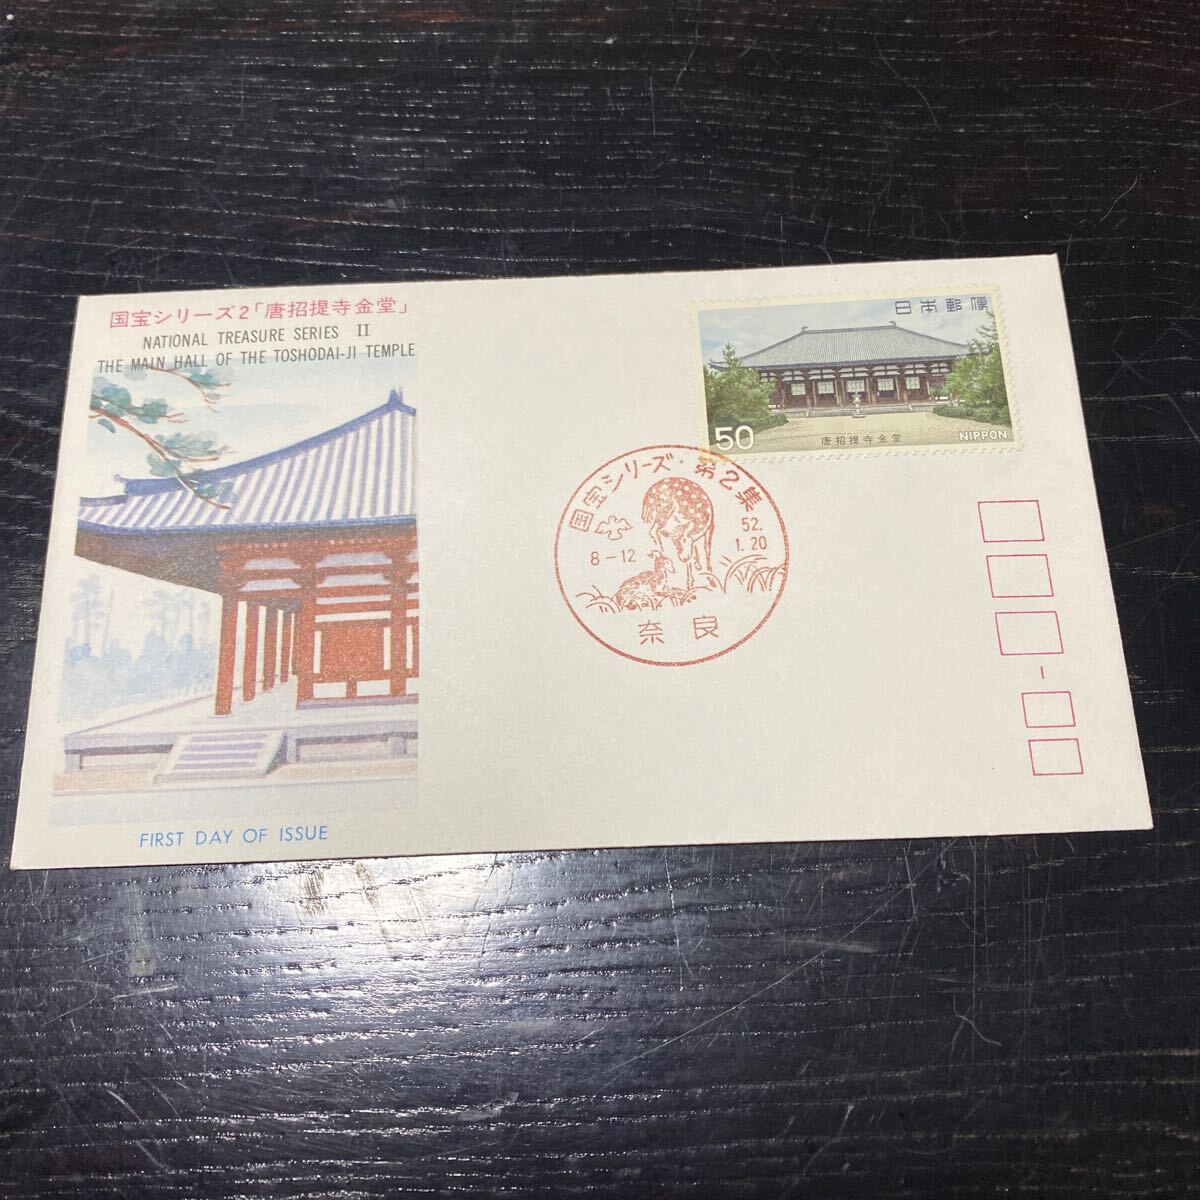 国宝シリーズ2「唐招提寺金堂」
NATIONAL TREASURE SERIES II
THE MAIN HALL OF THE TOSHODAI-JI TEMPLE
FIRST DAY OF ISSUE
日本郵便
50
唐招提寺金堂
NIPPON
国宝シリーズ・第2集
52.
8-12
1.20
奈良